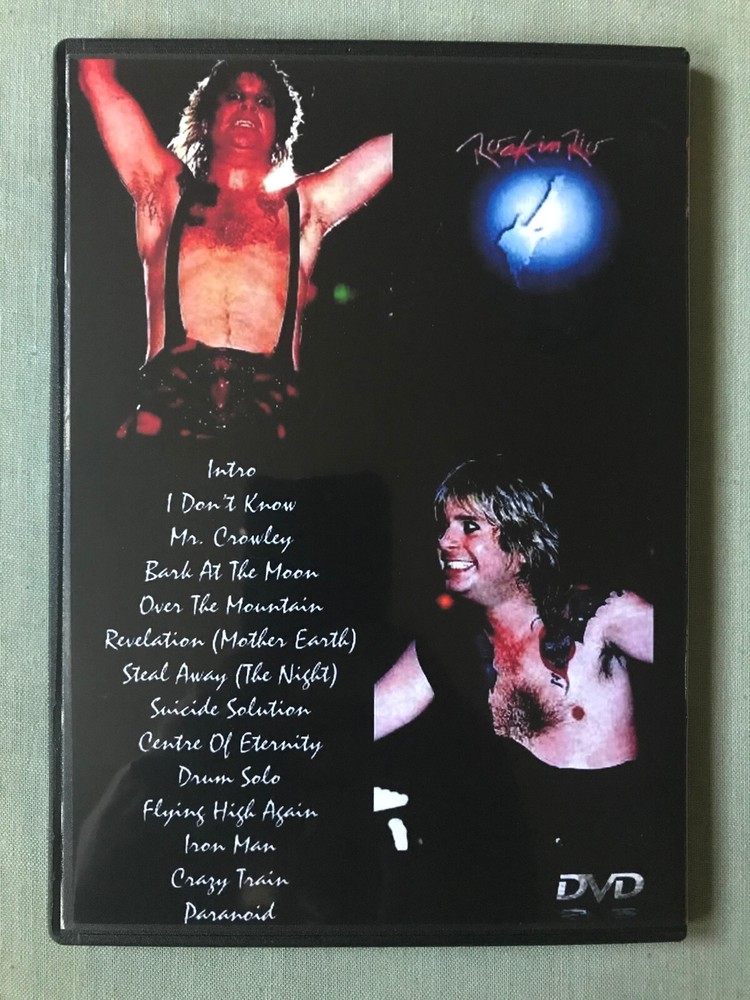 Rock in Rio
Intro
I Don't Know
Mr. Crowley
Bark At The Moon
Over The Mountain
Revelation (Mother Earth)
Steal Away (The Night)
Suicide Solution
Centre Of Eternity
Drum Solo
Flying High Again
Iron Man
Crazy Train
Paranoid
DVD